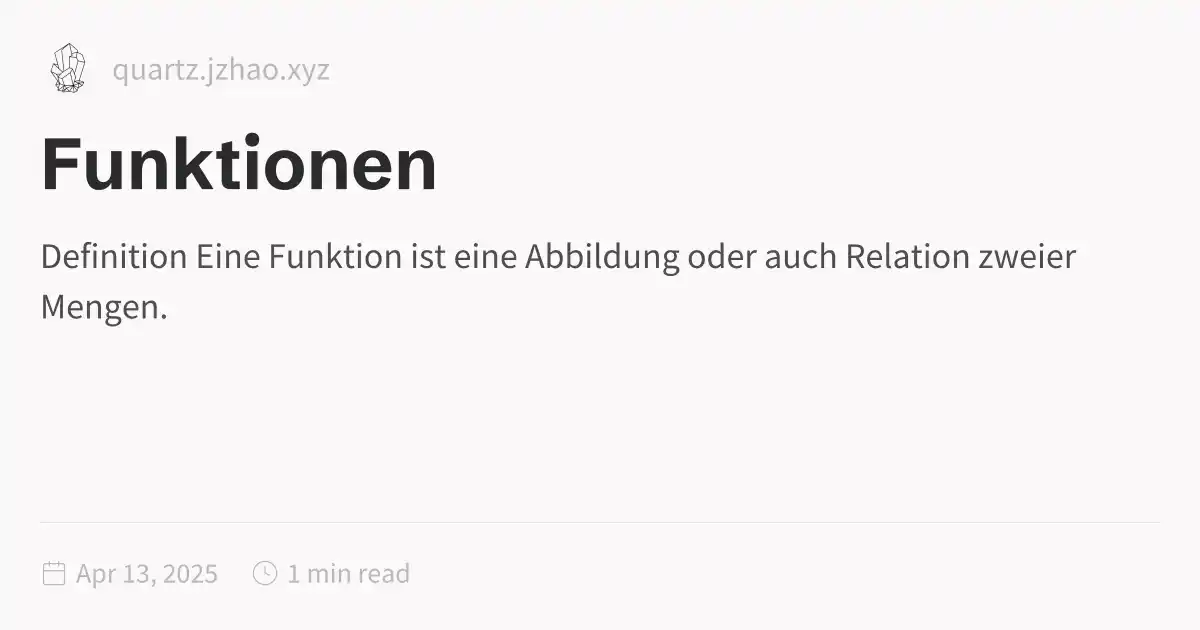 quartz.jzhao.xyz
Funktionen
Definition Eine Funktion ist eine Abbildung oder auch Relation zweier
Mengen.
Apr 13, 2025 1 min read